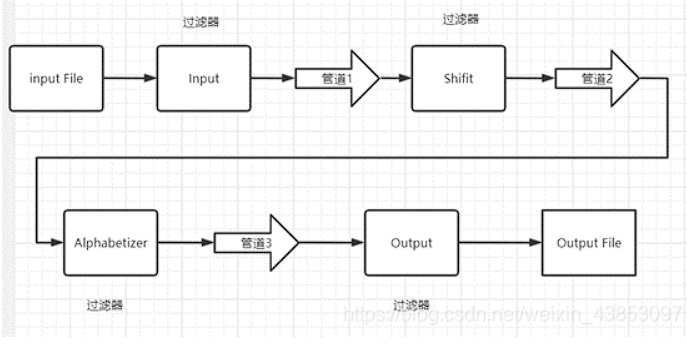 过滤器
过滤器
input File
Input
管道1
Shifit
管道2
Alphabetizer
管道3
Output
Output File
过滤器
过滤器
https://blog.csdn.net/weixin_43853097